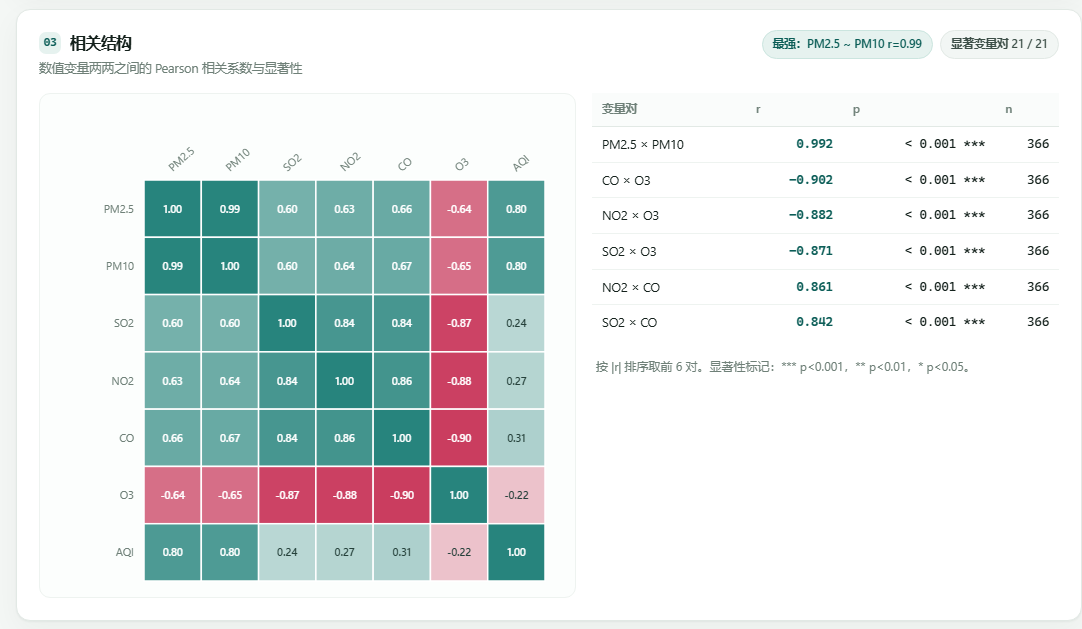 03 相关结构
最强：PM2.5 ~ PM10 r=0.99
显著变量对 21 / 21
数值变量两两之间的 Pearson 相关系数与显著性
PM2.5 PM10 SO2 NO2 CO O3 AQI
PM2.5 1.00 0.99 0.60 0.63 0.66 -0.64 0.80
PM10 0.99 1.00 0.60 0.64 0.67 -0.65 0.80
SO2 0.60 0.60 1.00 0.84 0.84 -0.87 0.24
NO2 0.63 0.64 0.84 1.00 0.86 -0.88 0.27
CO 0.66 0.67 0.84 0.86 1.00 -0.90 0.31
O3 -0.64 -0.65 -0.87 -0.88 -0.90 1.00 -0.22
AQI 0.80 0.80 0.24 0.27 0.31 -0.22 1.00
变量对 r p n
PM2.5 × PM10 0.992 < 0.001 *** 366
CO × O3 −0.902 < 0.001 *** 366
NO2 × O3 −0.882 < 0.001 *** 366
SO2 × O3 −0.871 < 0.001 *** 366
NO2 × CO 0.861 < 0.001 *** 366
SO2 × CO 0.842 < 0.001 *** 366
按 |r| 排序取前 6 对。显著性标记：*** p<0.001，** p<0.01，* p<0.05。